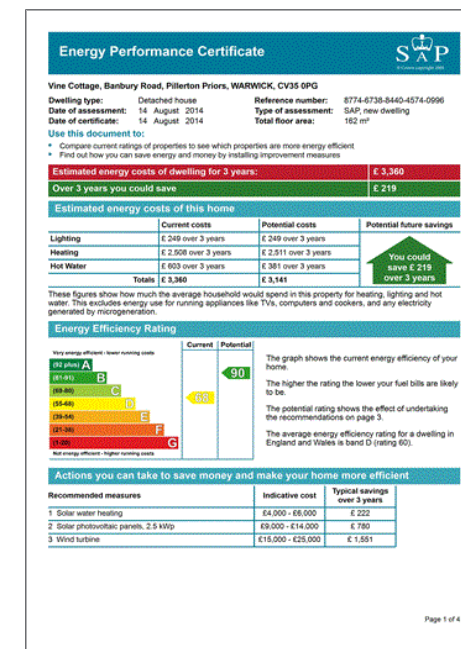 Energy Performance Certificate
SAP
Vine Cottage, Banbury Road, Pillerton Priors, WARWICK, CV35 0PG
Dwelling type: Detached house Reference number: 8774-6738-8440-4574-0996
Date of assessment: 14 August 2014 Type of assessment: SAP, new dwelling
Date of certificate: 14 August 2014 Total floor area: 162 m²
Use this document to:
• Compare current ratings of properties to see which properties are more energy efficient
• Find out how you can save energy and money by installing improvement measures
Estimated energy costs of dwelling for 3 years: £ 3,360
Over 3 years you could save £ 219
Estimated energy costs of this home
Current costs Potential costs Potential future savings
Lighting £ 249 over 3 years £ 249 over 3 years
Heating £ 2,508 over 3 years £ 2,511 over 3 years
Hot Water £ 603 over 3 years £ 381 over 3 years
Totals £ 3,360 £ 3,141
You could
save £ 219
over 3 years
These figures show how much the average household would spend in this property for heating, lighting and hot
water. This excludes energy use for running appliances like TVs, computers and cookers, and any electricity
generated by microgeneration.
Energy Efficiency Rating
Current Potential
Very energy efficient - lower running costs
(92 plus) A
(81-91) B
(69-80) C
(55-68) D
(39-54) E
(21-38) F
(1-20) G
Not energy efficient - higher running costs
90
The graph shows the current energy efficiency of your
home.
The higher the rating the lower your fuel bills are likely
to be.
The potential rating shows the effect of undertaking
the recommendations on page 3.
The average energy efficiency rating for a dwelling in
England and Wales is band D (rating 60).
Actions you can take to save money and make your home more efficient
Recommended measures Indicative cost Typical savings
over 3 years
1 Solar water heating £4,000 - £6,000 £ 222
2 Solar photovoltaic panels, 2.5 kWp £9,000 - £14,000 £ 780
3 Wind turbine £15,000 - £25,000 £ 1,551
Page 1 of 4